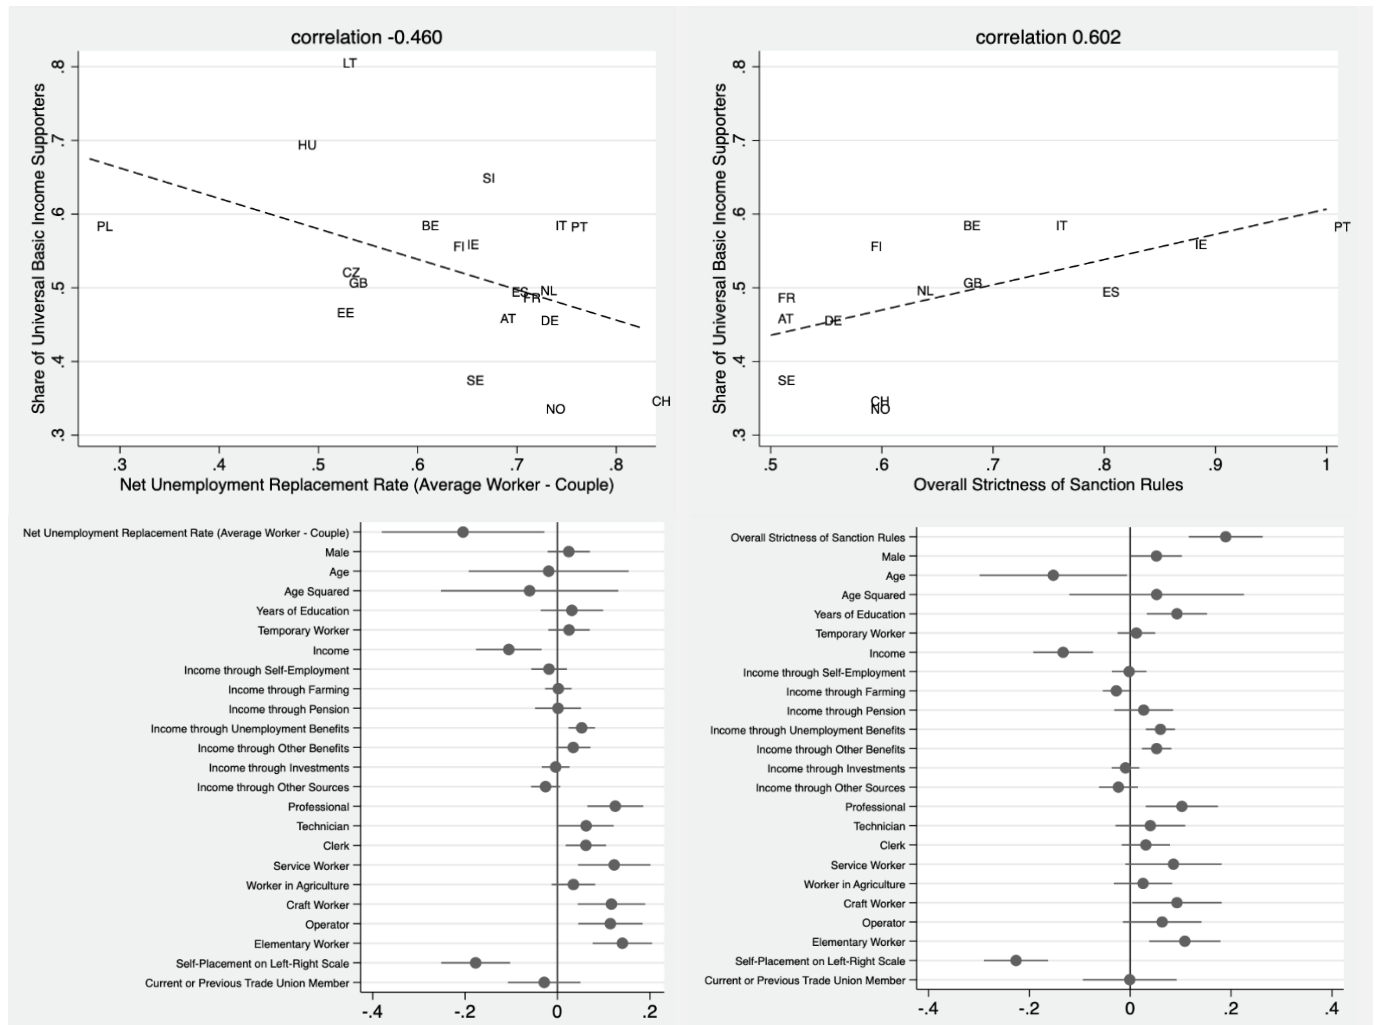 correlation -0.460
Share of Universal Basic Income Supporters
.8
.7
.6
.5
.4
.3
LT
HU
SI
PL
BE
IT
PT
FI
IE
CZ
GB
ES
FR
NL
EE
AT
DE
SE
NO
CH
.3
.5
.6
.7
.8
Net Unemployment Replacement Rate (Average Worker - Couple)
correlation 0.602
Share of Universal Basic Income Supporters
.8
.7
.6
.5
.4
.3
BE
IT
PT
FI
IE
GB
NL
ES
FR
AT
DE
SE
CH
NO
.5
.6
.7
.8
.9
1
Overall Strictness of Sanction Rules
Net Unemployment Replacement Rate (Average Worker - Couple)
Male
Age
Age Squared
Years of Education
Temporary Worker
Income
Income through Self-Employment
Income through Farming
Income through Pension
Income through Unemployment Benefits
Income through Other Benefits
Income through Investments
Income through Other Sources
Professional
Technician
Clerk
Service Worker
Worker in Agriculture
Craft Worker
Operator
Elementary Worker
Self-Placement on Left-Right Scale
Current or Previous Trade Union Member
-.4
-.2
0
.2
Overall Strictness of Sanction Rules
Male
Age
Age Squared
Years of Education
Temporary Worker
Income
Income through Self-Employment
Income through Farming
Income through Pension
Income through Unemployment Benefits
Income through Other Benefits
Income through Investments
Income through Other Sources
Professional
Technician
Clerk
Service Worker
Worker in Agriculture
Craft Worker
Operator
Elementary Worker
Self-Placement on Left-Right Scale
Current or Previous Trade Union Member
-.4
-.2
0
.2
.4